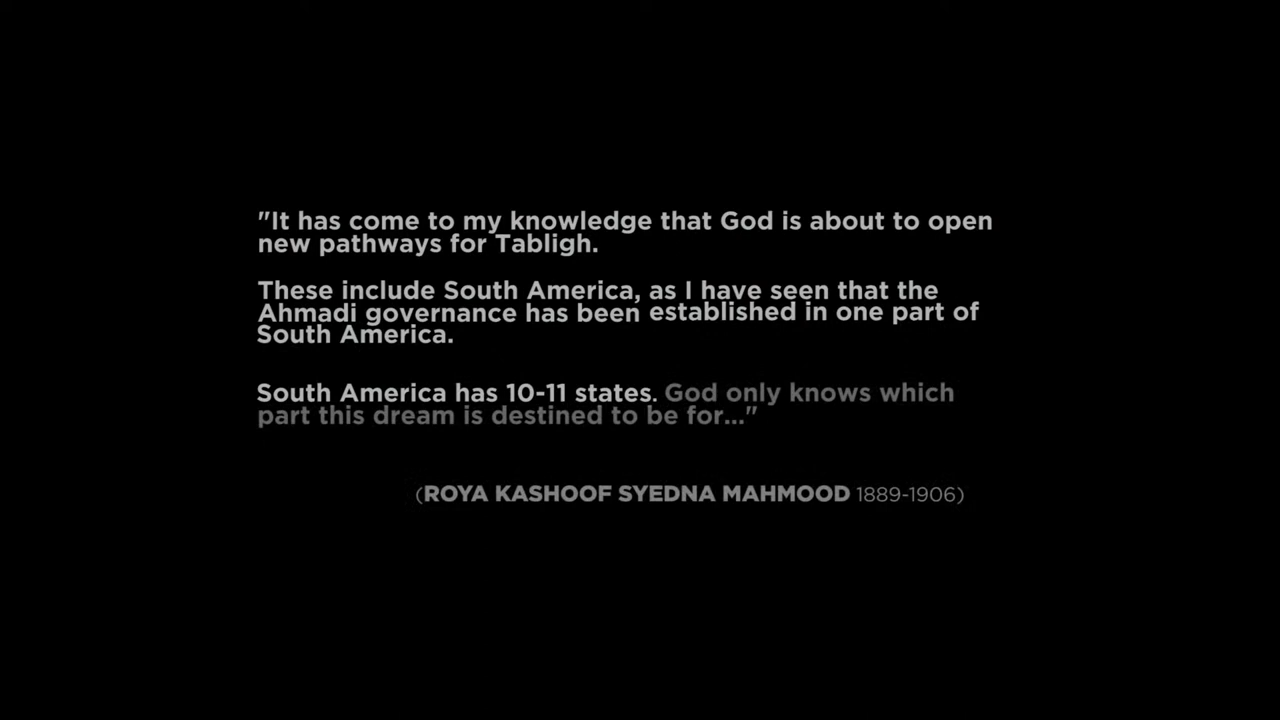 "It has come to my knowledge that God is about to open
new pathways for Tabligh.
These include South America, as I have seen that the
Ahmadi governance has been established in one part of
South America.
South America has 10-11 states. God only knows which
part this dream is destined to be for..."
(ROYA KASHOOF SYEDNA MAHMOOD 1889-1906)